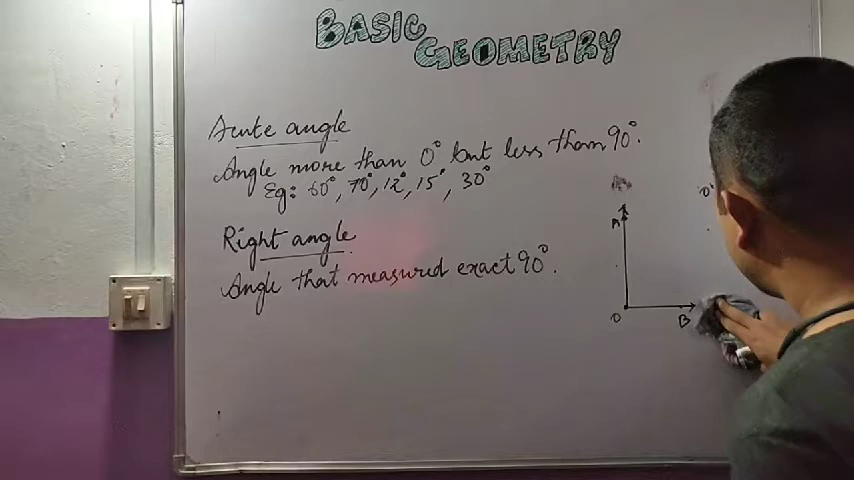 BASIC
GEOMETRY
Acute angle
Angle more than 0° but less than 90°.
Eg: 60°, 70°, 12°, 15°, 30°
Right angle
Angle that measured exact 90°.
A
O
B